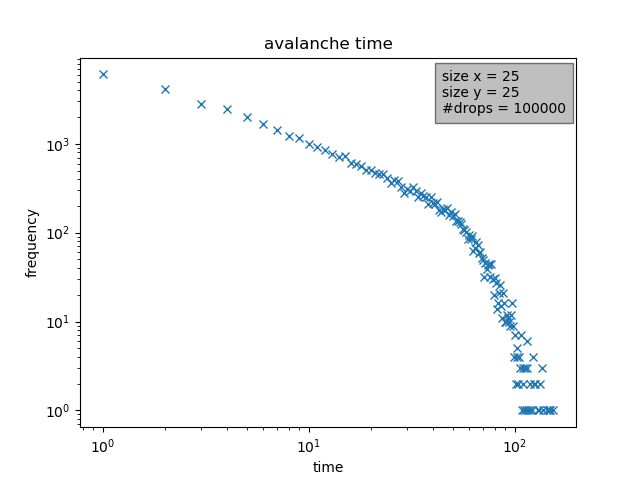 avalanche time
size x = 25
size y = 25
#drops = 100000
frequency
10³
10²
10¹
10⁰
10⁰ 10¹ 10²
time